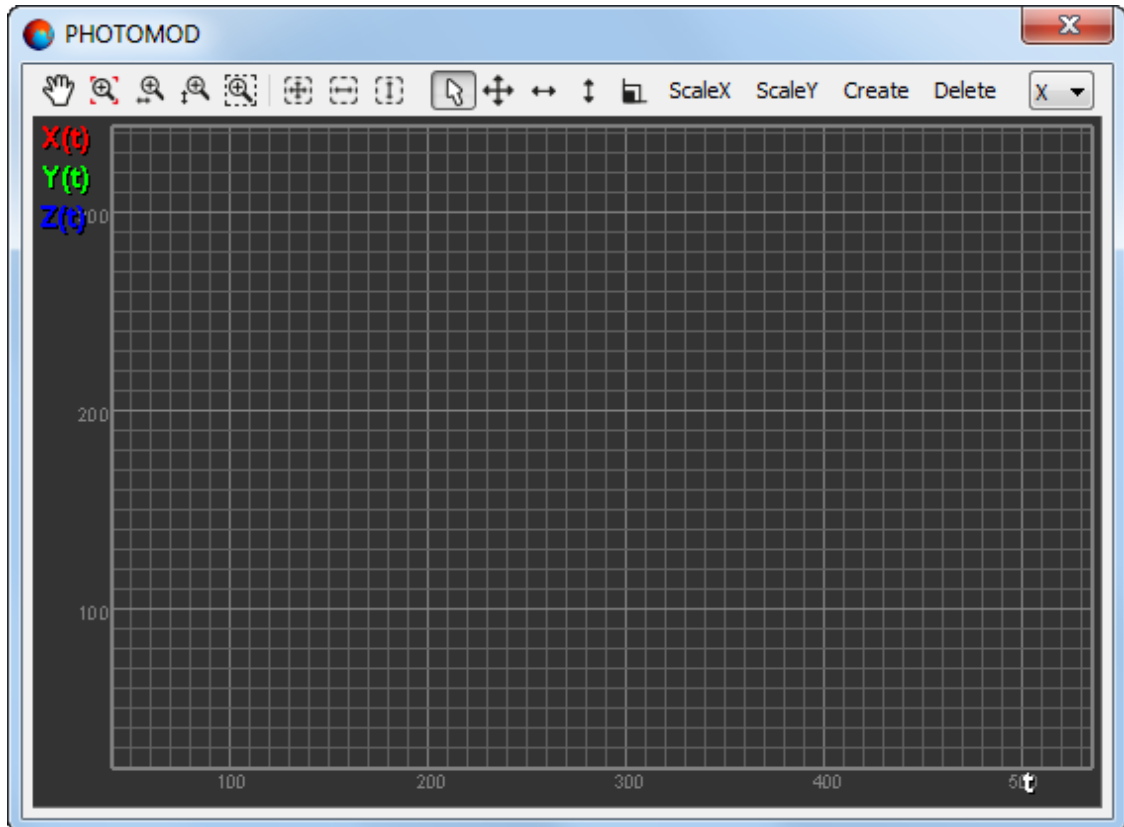 PHOTOMOD
ScaleX ScaleY Create Delete X
X(t)
Y(t)
Z(t)
200
100
100 200 300 400 t